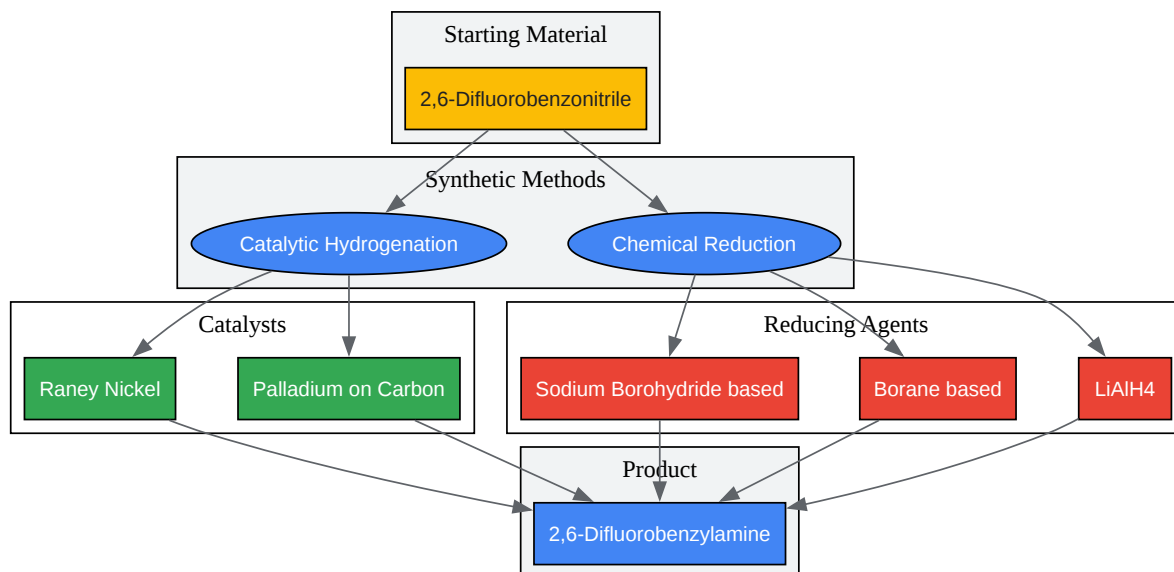 Starting Material
2,6-Difluorobenzonitrile
Synthetic Methods
Catalytic Hydrogenation
Chemical Reduction
Catalysts
Reducing Agents
Raney Nickel
Palladium on Carbon
Sodium Borohydride based
Borane based
LiAlH4
Product
2,6-Difluorobenzylamine